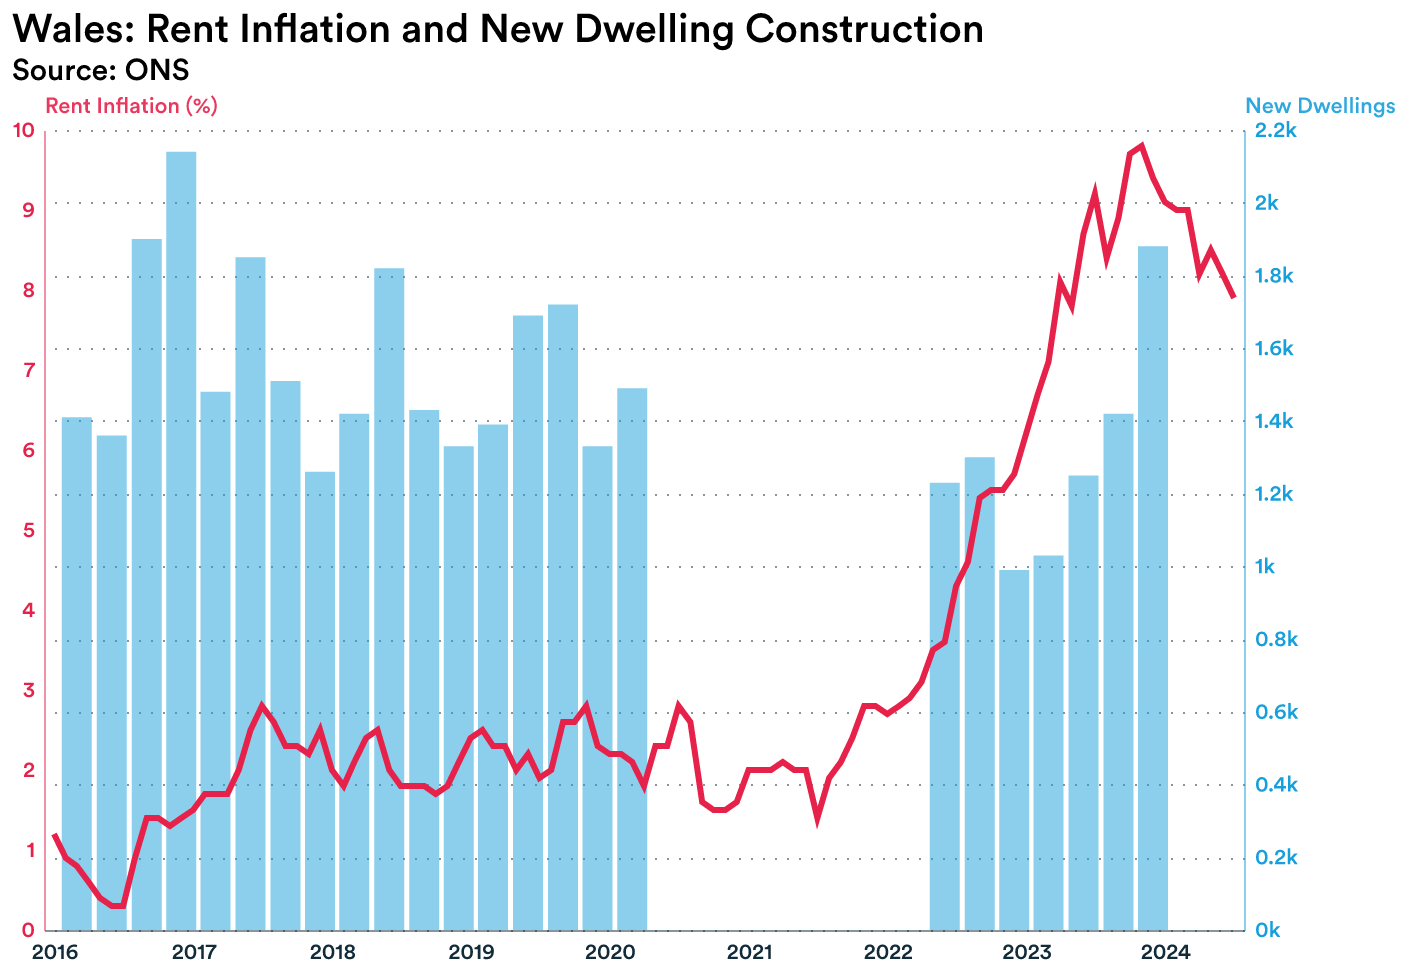 Wales: Rent Inflation and New Dwelling Construction
Source: ONS
Rent Inflation (%)
New Dwellings
10
9
8
7
6
5
4
3
2
1
0
2.2k
2k
1.8k
1.6k
1.4k
1.2k
1k
0.8k
0.6k
0.4k
0.2k
0k
2016 2017 2018 2019 2020 2021 2022 2023 2024